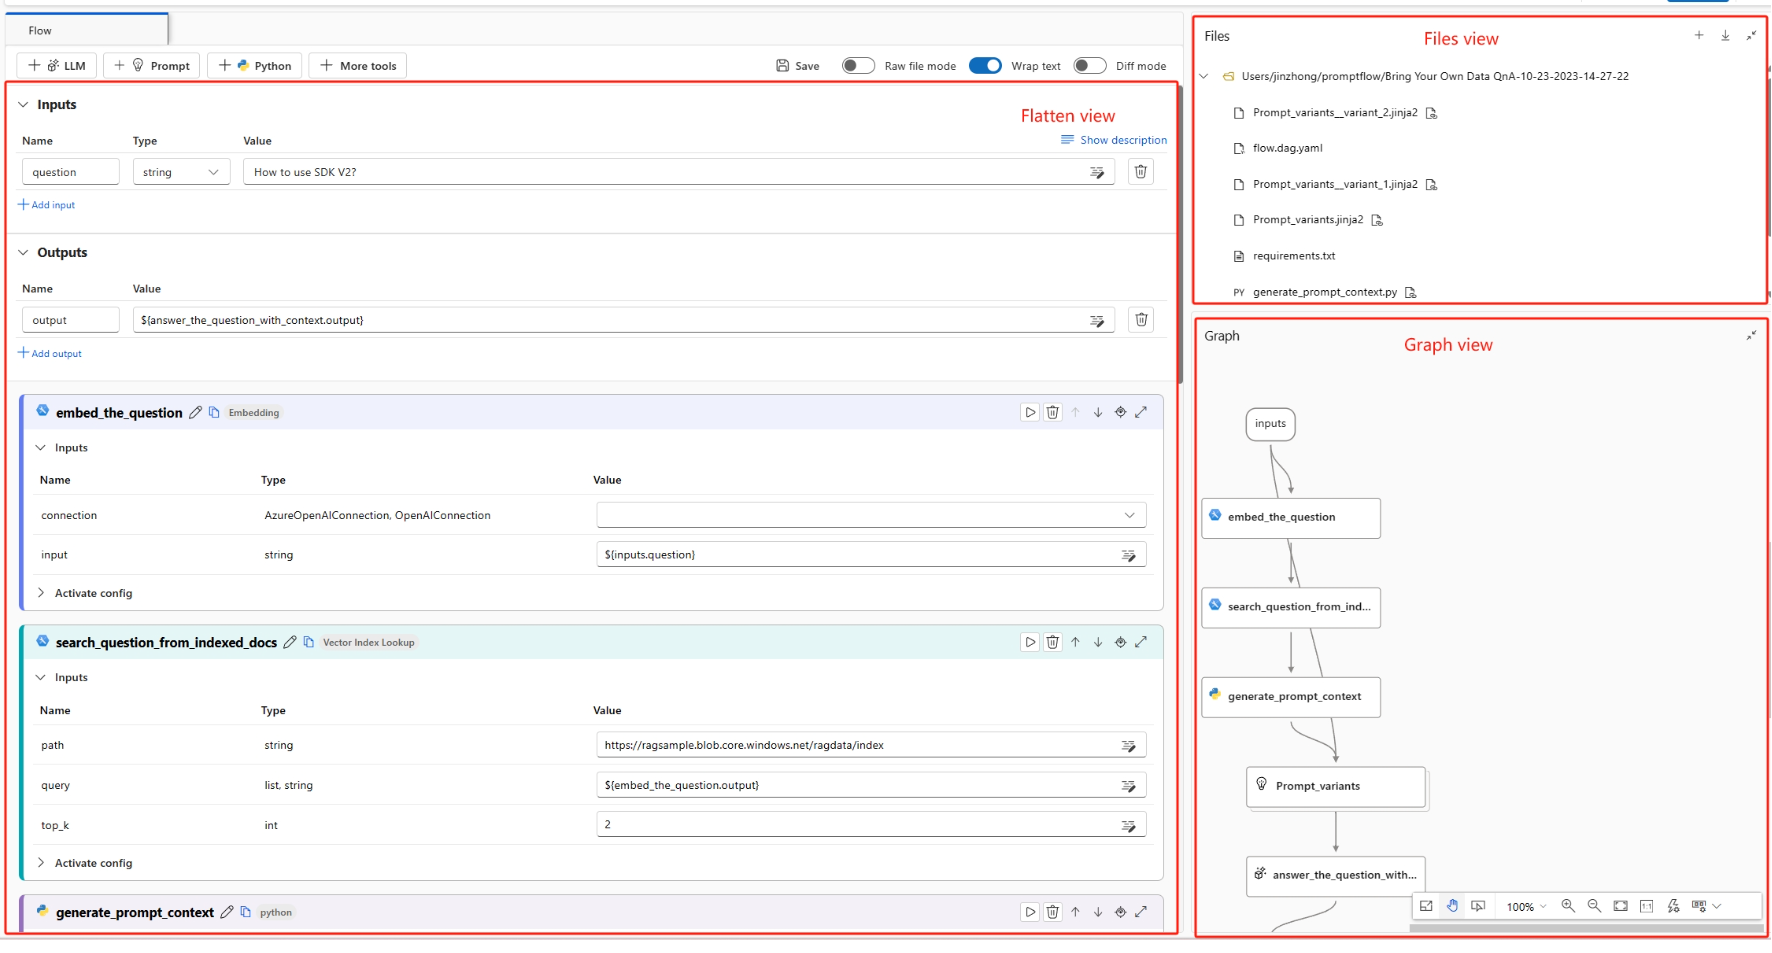 Flow
LLM Prompt Python More tools
Save Raw file mode Wrap text Diff mode
Inputs
Flatten view
Name Type Value Show description
question string How to use SDK V2?
Add input
Outputs
Name Value
output ${answer_the_question_with_context.output}
Add output
embed_the_question Embedding
Inputs
Name Type Value
connection AzureOpenAIConnection, OpenAIConnection
input string ${inputs.question}
Activate config
search_question_from_indexed_docs Vector Index Lookup
Inputs
Name Type Value
path string https://ragsample.blob.core.windows.net/ragdata/index
query list, string ${embed_the_question.output}
top_k int 2
Activate config
generate_prompt_context python
Files Files view
Users/jinzhong/promptflow/Bring Your Own Data QnA-10-23-2023-14-27-22
Prompt_variants__variant_2.jinja2
flow.dag.yaml
Prompt_variants__variant_1.jinja2
Prompt_variants.jinja2
requirements.txt
PY generate_prompt_context.py
Graph Graph view
inputs
embed_the_question
search_question_from_ind...
generate_prompt_context
Prompt_variants
answer_the_question_with...
100% 1:1